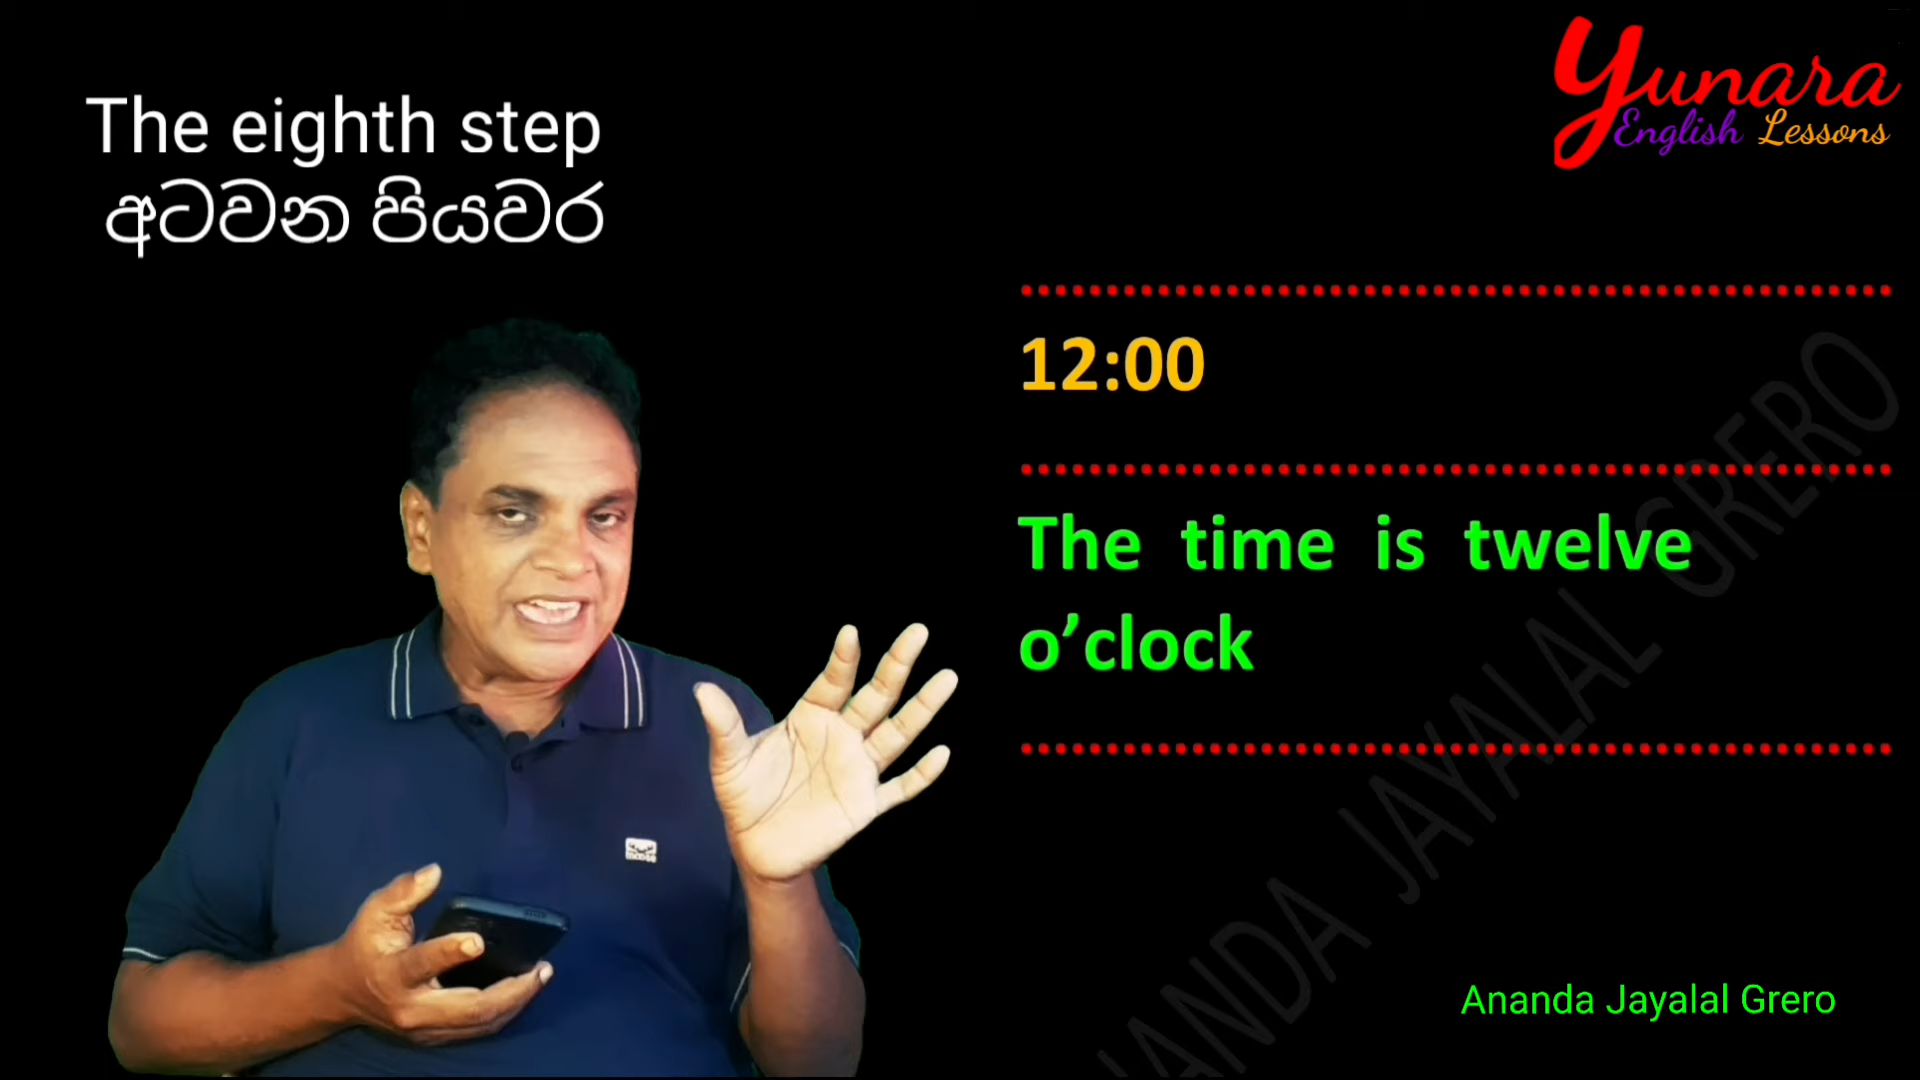 Yunara
English Lessons
The eighth step
අටවන පියවර
12:00
The time is twelve
o’clock
moose
ANANDA JAYALAL GRERO
Ananda Jayalal Grero